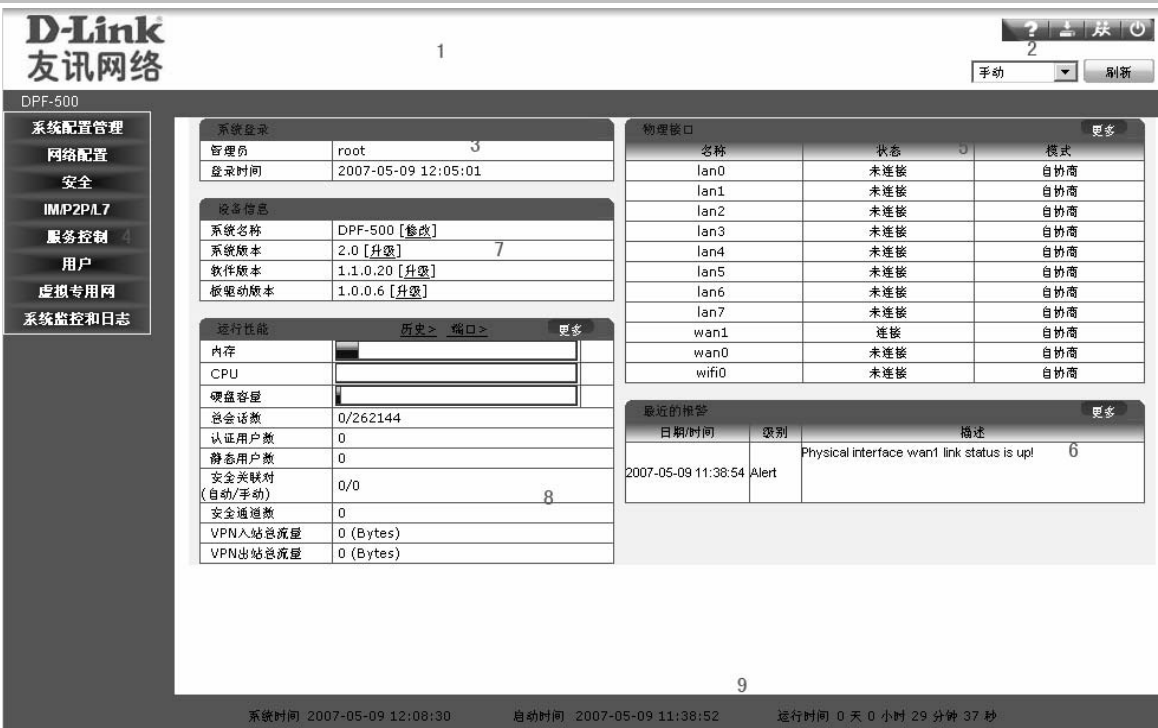 D-Link
友讯网络
1
?
2
手动 刷新
DPF-500
系统配置管理
网络配置
安全
IM/P2P/L7
服务控制 4
用户
虚拟专用网
系统监控和日志
系统登录
管理员 root 3
登录时间 2007-05-09 12:05:01
设备信息
系统名称 DPF-500 [修改]
系统版本 2.0 [升级] 7
软件版本 1.1.0.20 [升级]
板驱动版本 1.0.0.6 [升级]
运行性能 历史> 端口> 更多
内存
CPU
硬盘容量
总会话数 0/262144
认证用户数 0
静态用户数 0
安全关联对
(自动/手动) 0/0
8
安全通道数 0
VPN入站总流量 0 (Bytes)
VPN出站总流量 0 (Bytes)
物理接口 更多
名称 状态 5 模式
lan0 未连接 自协商
lan1 未连接 自协商
lan2 未连接 自协商
lan3 未连接 自协商
lan4 未连接 自协商
lan5 未连接 自协商
lan6 未连接 自协商
lan7 未连接 自协商
wan1 连接 自协商
wan0 未连接 自协商
wifi0 未连接 自协商
最近的报警 更多
日期/时间 级别 描述
2007-05-09 11:38:54 Alert Physical interface wan1 link status is up! 6
9
系统时间 2007-05-09 12:08:30 启动时间 2007-05-09 11:38:52 运行时间 0 天 0 小时 29 分钟 37 秒